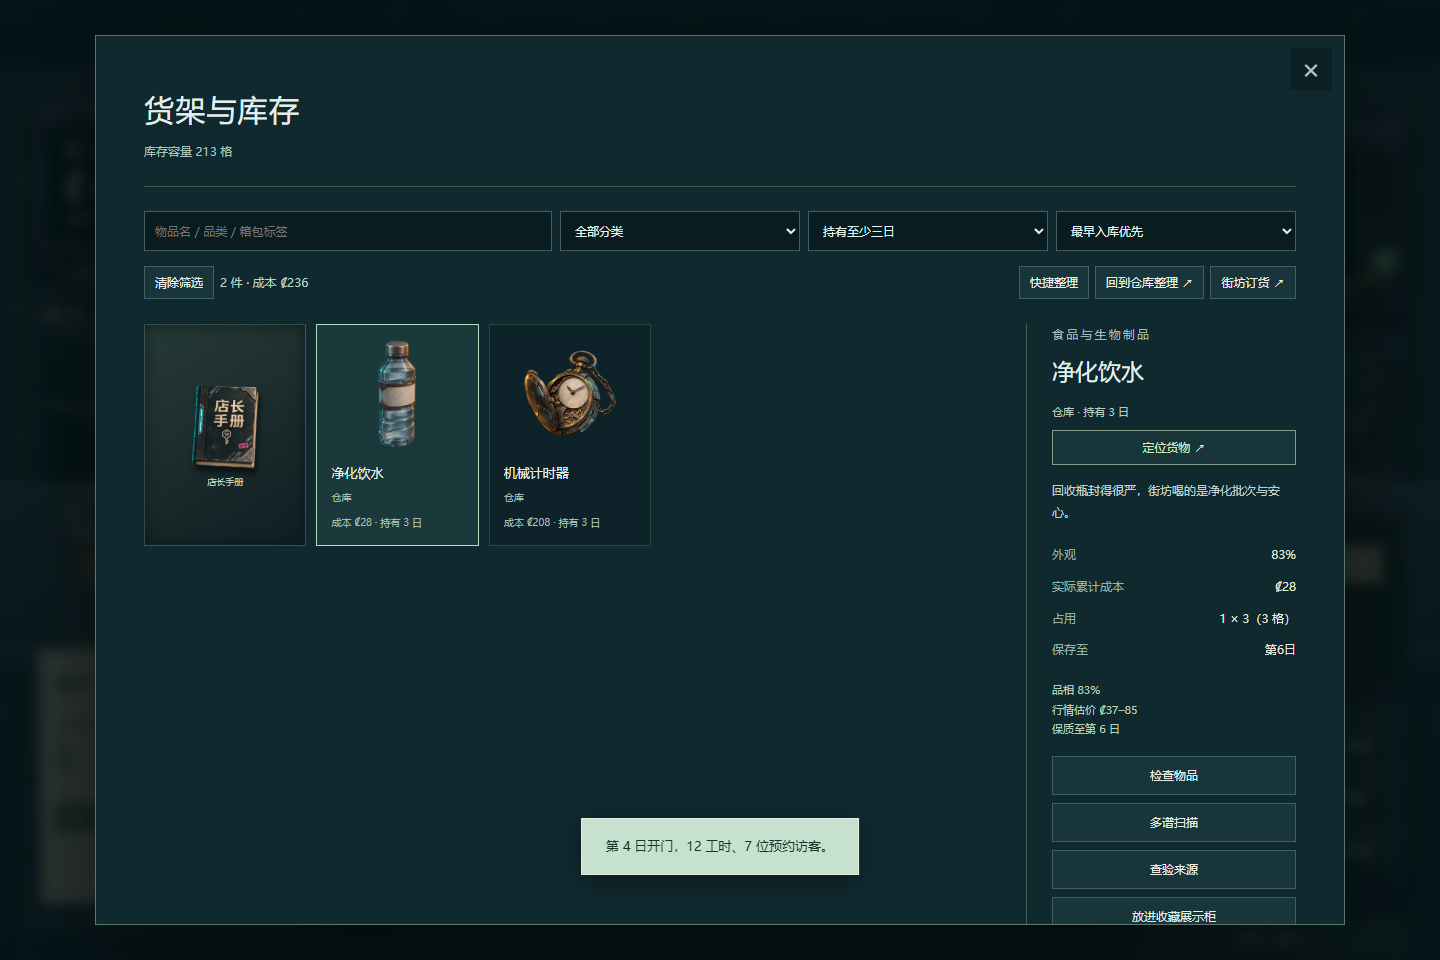 货架与库存
库存容量 213 格
物品名 / 品类 / 箱包标签
全部分类
持有至少三日
最早入库优先
清除筛选
2 件 · 成本 ₡236
快捷整理
回到仓库整理 ↗
街坊订货 ↗
店长
手册
店长手册
净化饮水
仓库
成本 ₡28 · 持有 3 日
机械计时器
仓库
成本 ₡208 · 持有 3 日
食品与生物制品
净化饮水
仓库 · 持有 3 日
定位货物 ↗
回收瓶封得很严，街坊喝的是净化批次与安
心。
外观 83%
实际累计成本 ₡28
占用 1 × 3（3 格）
保存至 第6日
品相 83%
行情估价 ₡37–85
保质至第 6 日
检查物品
多谱扫描
查验来源
放进收藏展示柜
第 4 日开门，12 工时、7 位预约访客。